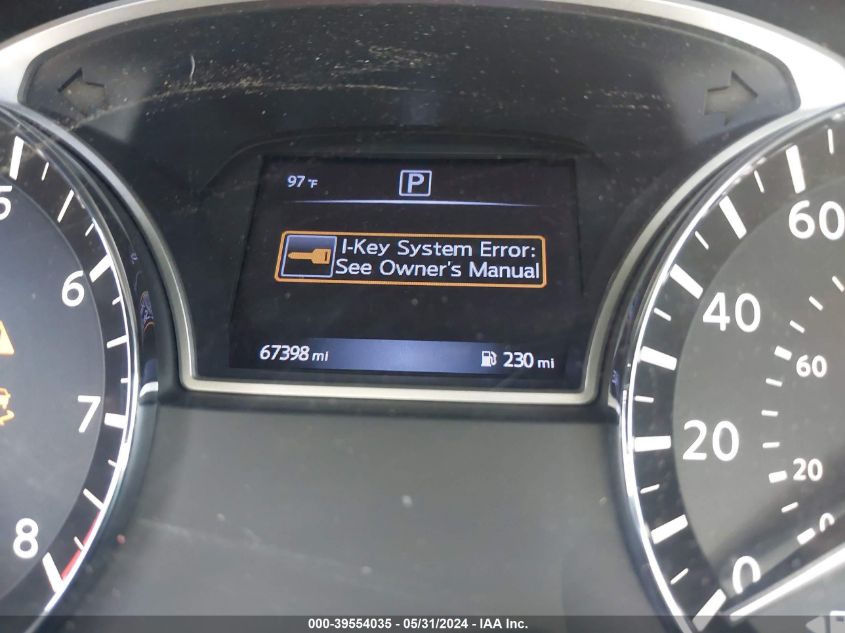 97 °F
P
I-Key System Error:
See Owner's Manual
67398 mi
230 mi
5
6
7
8
60
40
20
0
60
20
0
000-39554035 - 05/31/2024 - IAA Inc.